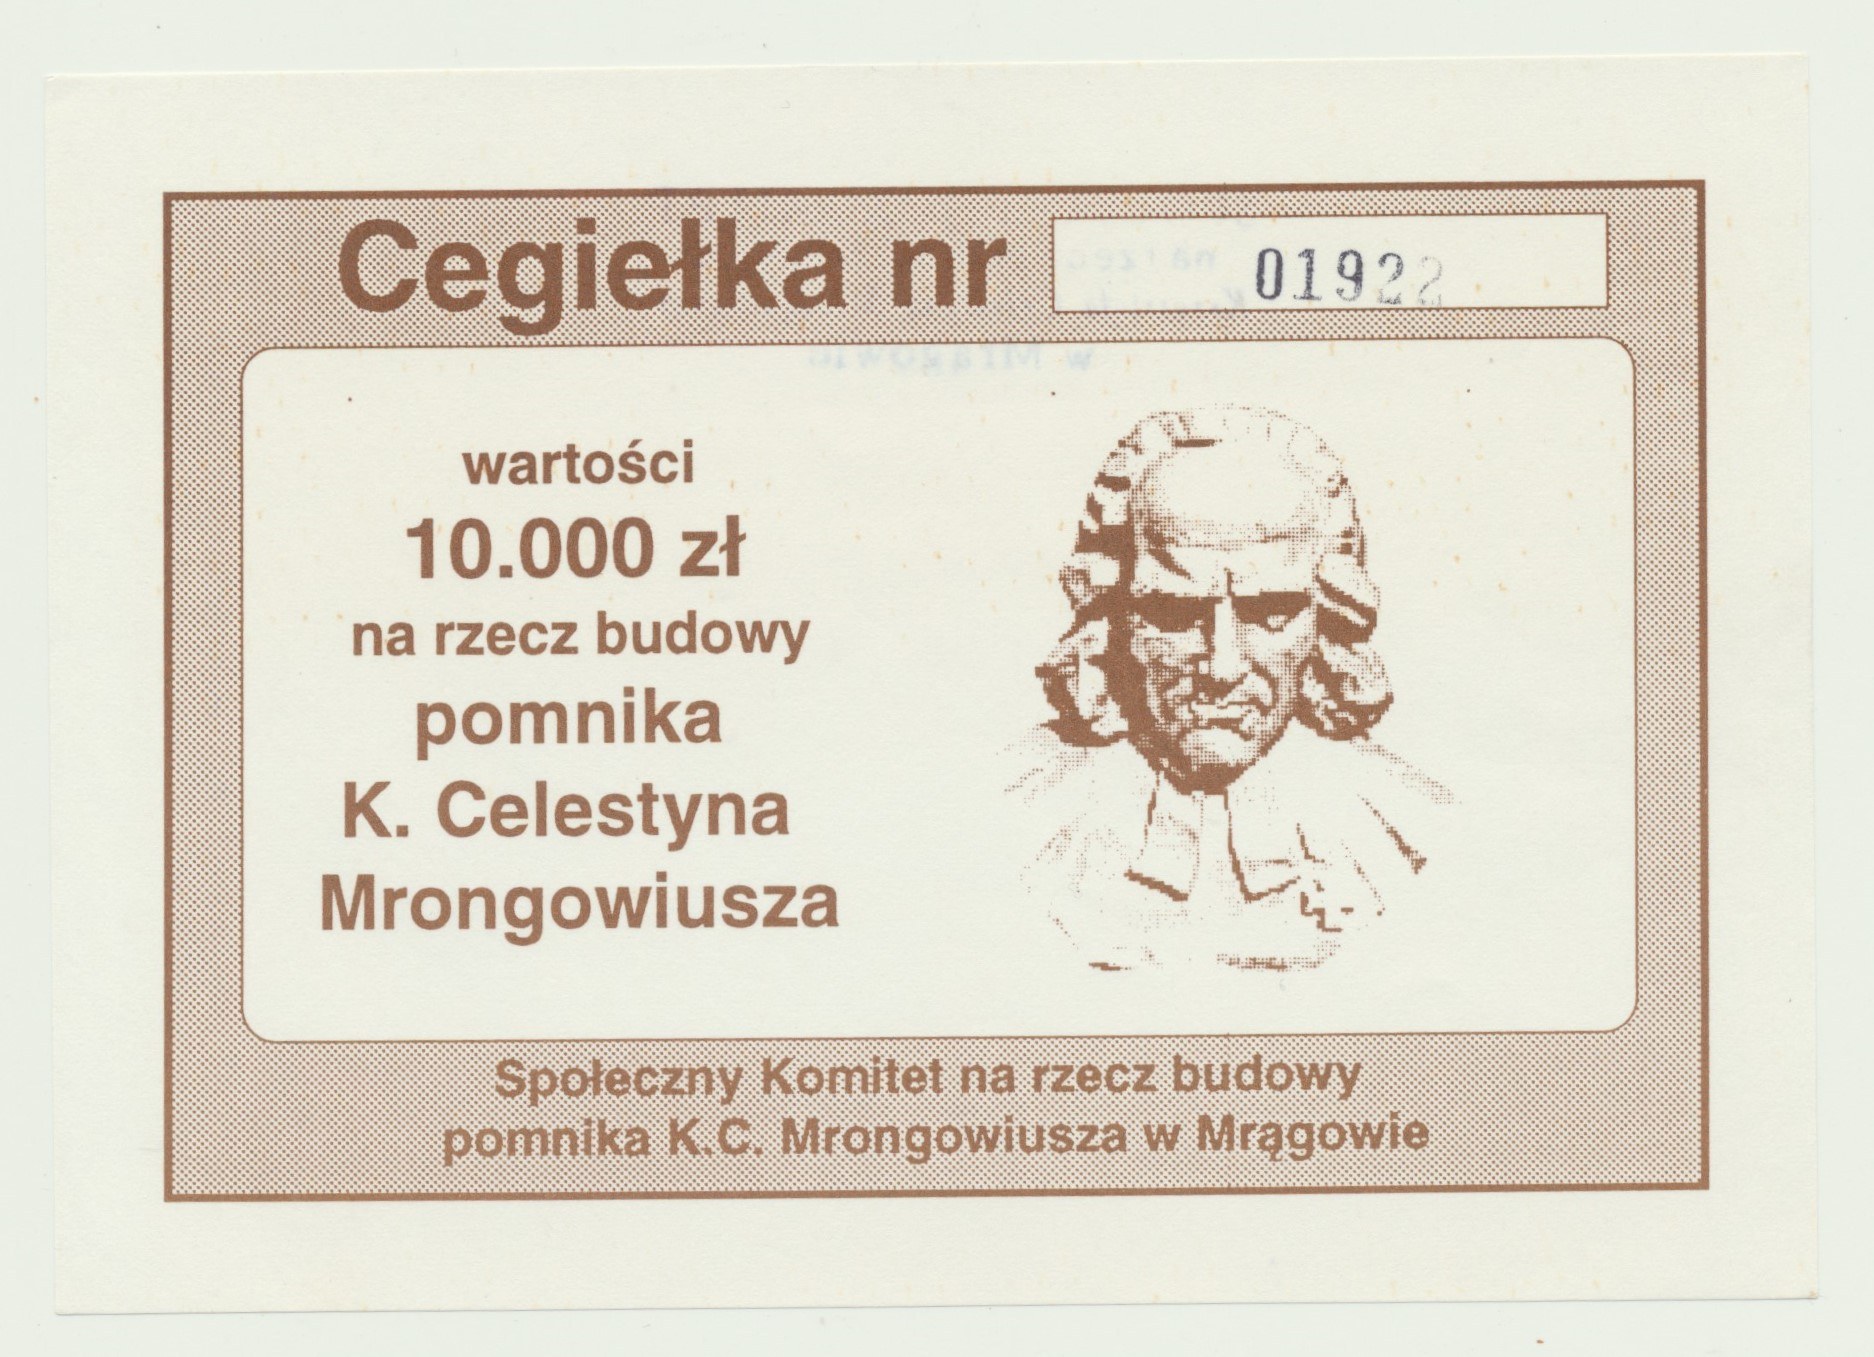 Cegiełka nr 01922
wartości
10.000 zł
na rzecz budowy
pomnika
K. Celestyna
Mrongowiusza
Społeczny Komitet na rzecz budowy
pomnika K.C. Mrongowiusza w Mrągowie